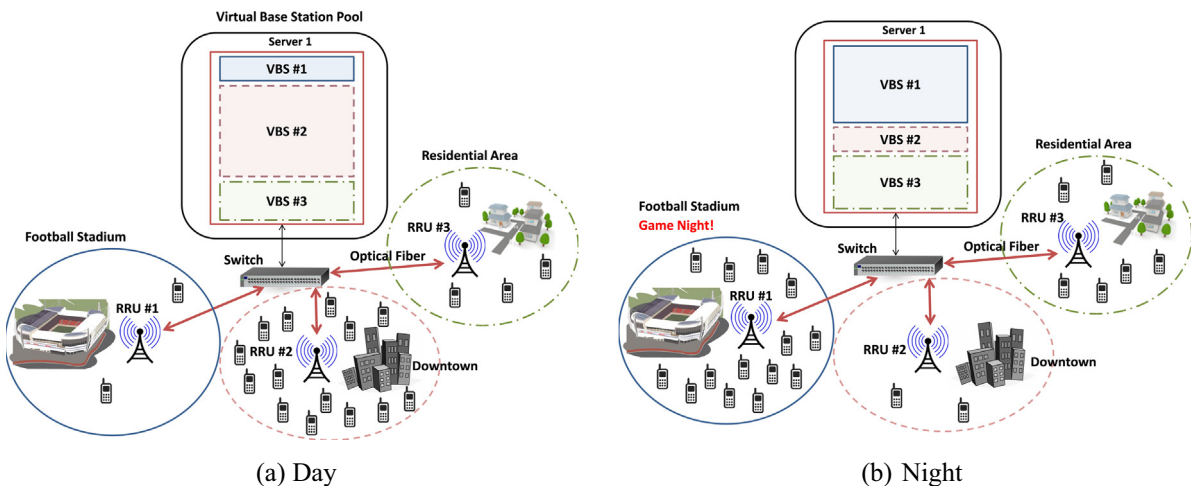 Virtual Base Station Pool
Server 1
VBS #1
VBS #2
VBS #3
Residential Area
RRU #3
Football Stadium
Switch
Optical Fiber
RRU #1
RRU #2
Downtown
(a) Day
Server 1
VBS #1
VBS #2
VBS #3
Residential Area
RRU #3
Football Stadium
Game Night!
Switch
Optical Fiber
RRU #1
RRU #2
Downtown
(b) Night